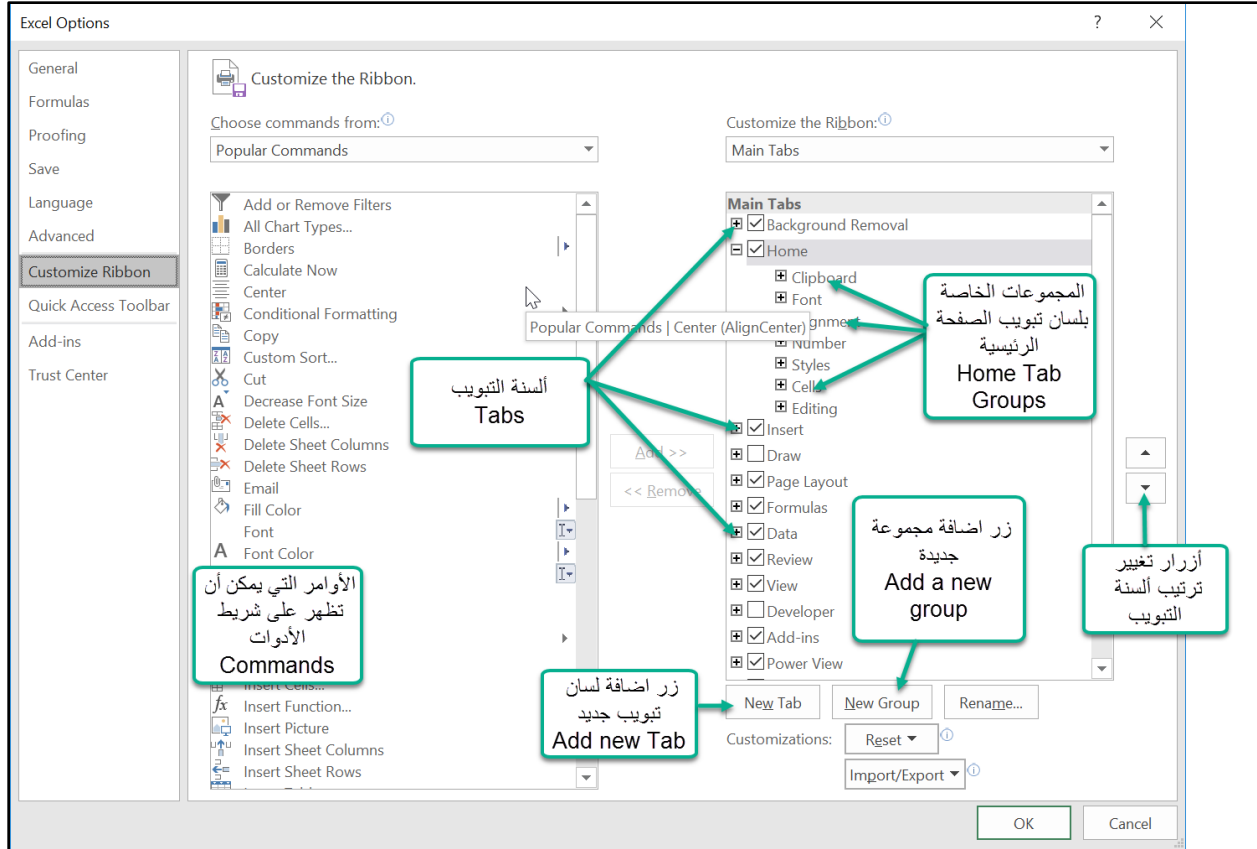 Excel Options
?
General
Formulas
Proofing
Save
Language
Advanced
Customize Ribbon
Quick Access Toolbar
Add-ins
Trust Center
Customize the Ribbon.
Choose commands from:
Popular Commands
Add or Remove Filters
All Chart Types...
Borders
Calculate Now
Center
Conditional Formatting
Copy
Custom Sort...
Cut
Decrease Font Size
Delete Cells...
Delete Sheet Columns
Delete Sheet Rows
Email
Fill Color
Font
Font Color
Insert Cells...
Insert Function...
Insert Picture
Insert Sheet Columns
Insert Sheet Rows
Popular Commands | Center (AlignCenter)
ألسنة التبويب
Tabs
الأوامر التي يمكن أن
تظهر على شريط
الأدوات
Commands
Add >>
<< Remove
Customize the Ribbon:
Main Tabs
Main Tabs
Background Removal
Home
Clipboard
Font
Number
Styles
Cells
Editing
Insert
Draw
Page Layout
Formulas
Data
Review
View
Developer
Add-ins
Power View
المجموعات الخاصة
بلسان تبويب الصفحة
الرئيسية
Home Tab
Groups
زر اضافة مجموعة
جديدة
Add a new
group
أزرار تغيير
ترتيب ألسنة
التبويب
زر اضافة لسان
تبويب جديد
Add new Tab
New Tab
New Group
Rename...
Customizations:
Reset
Import/Export
OK
Cancel